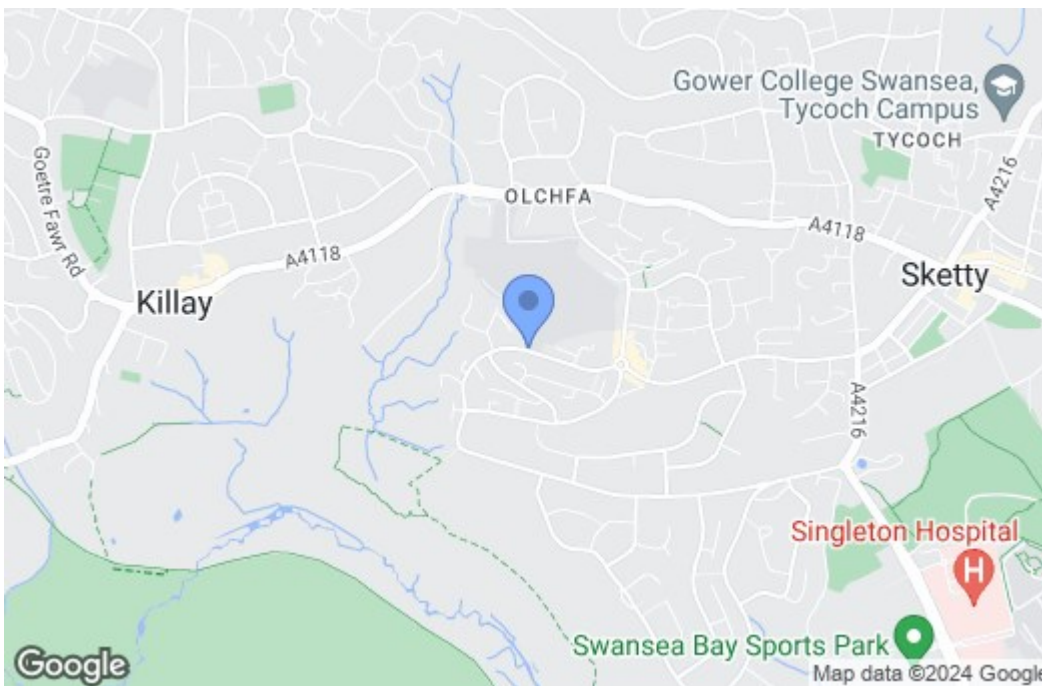 Gower College Swansea,
Tycoch Campus
TYCOCH
A4216
Goetre Fawr Rd
OLCHFA
A4118
A4118
Sketty
Killay
A4216
Singleton Hospital
H
Swansea Bay Sports Park
Google
Map data ©2024 Google